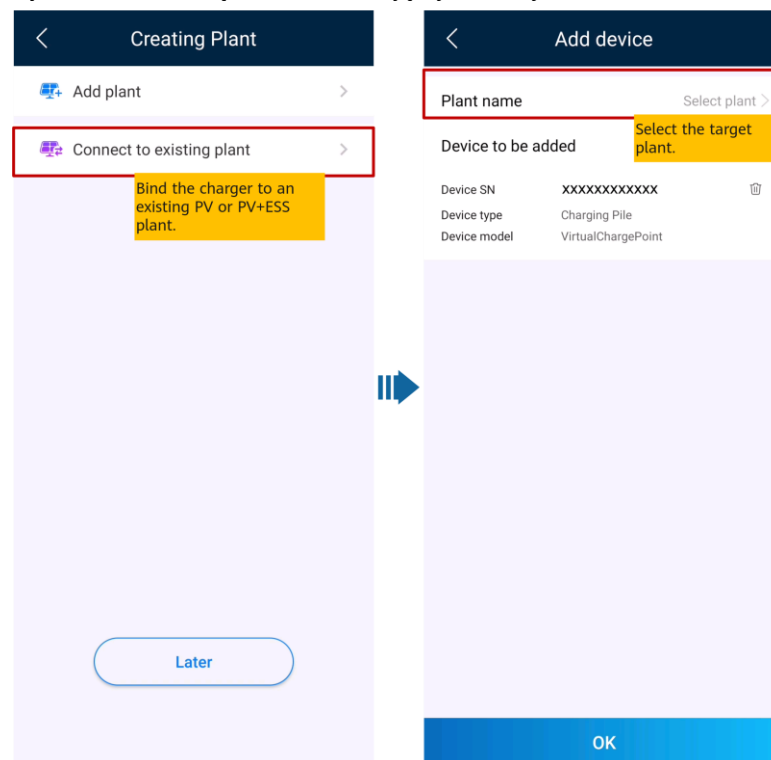 Creating Plant
Add plant
Connect to existing plant
Bind the charger to an
existing PV or PV+ESS
plant.
Later
Add device
Plant name
Select plant
Select the target
plant.
Device to be added
Device SN xxxxxxxxxxxx
Device type Charging Pile
Device model VirtualChargePoint
OK